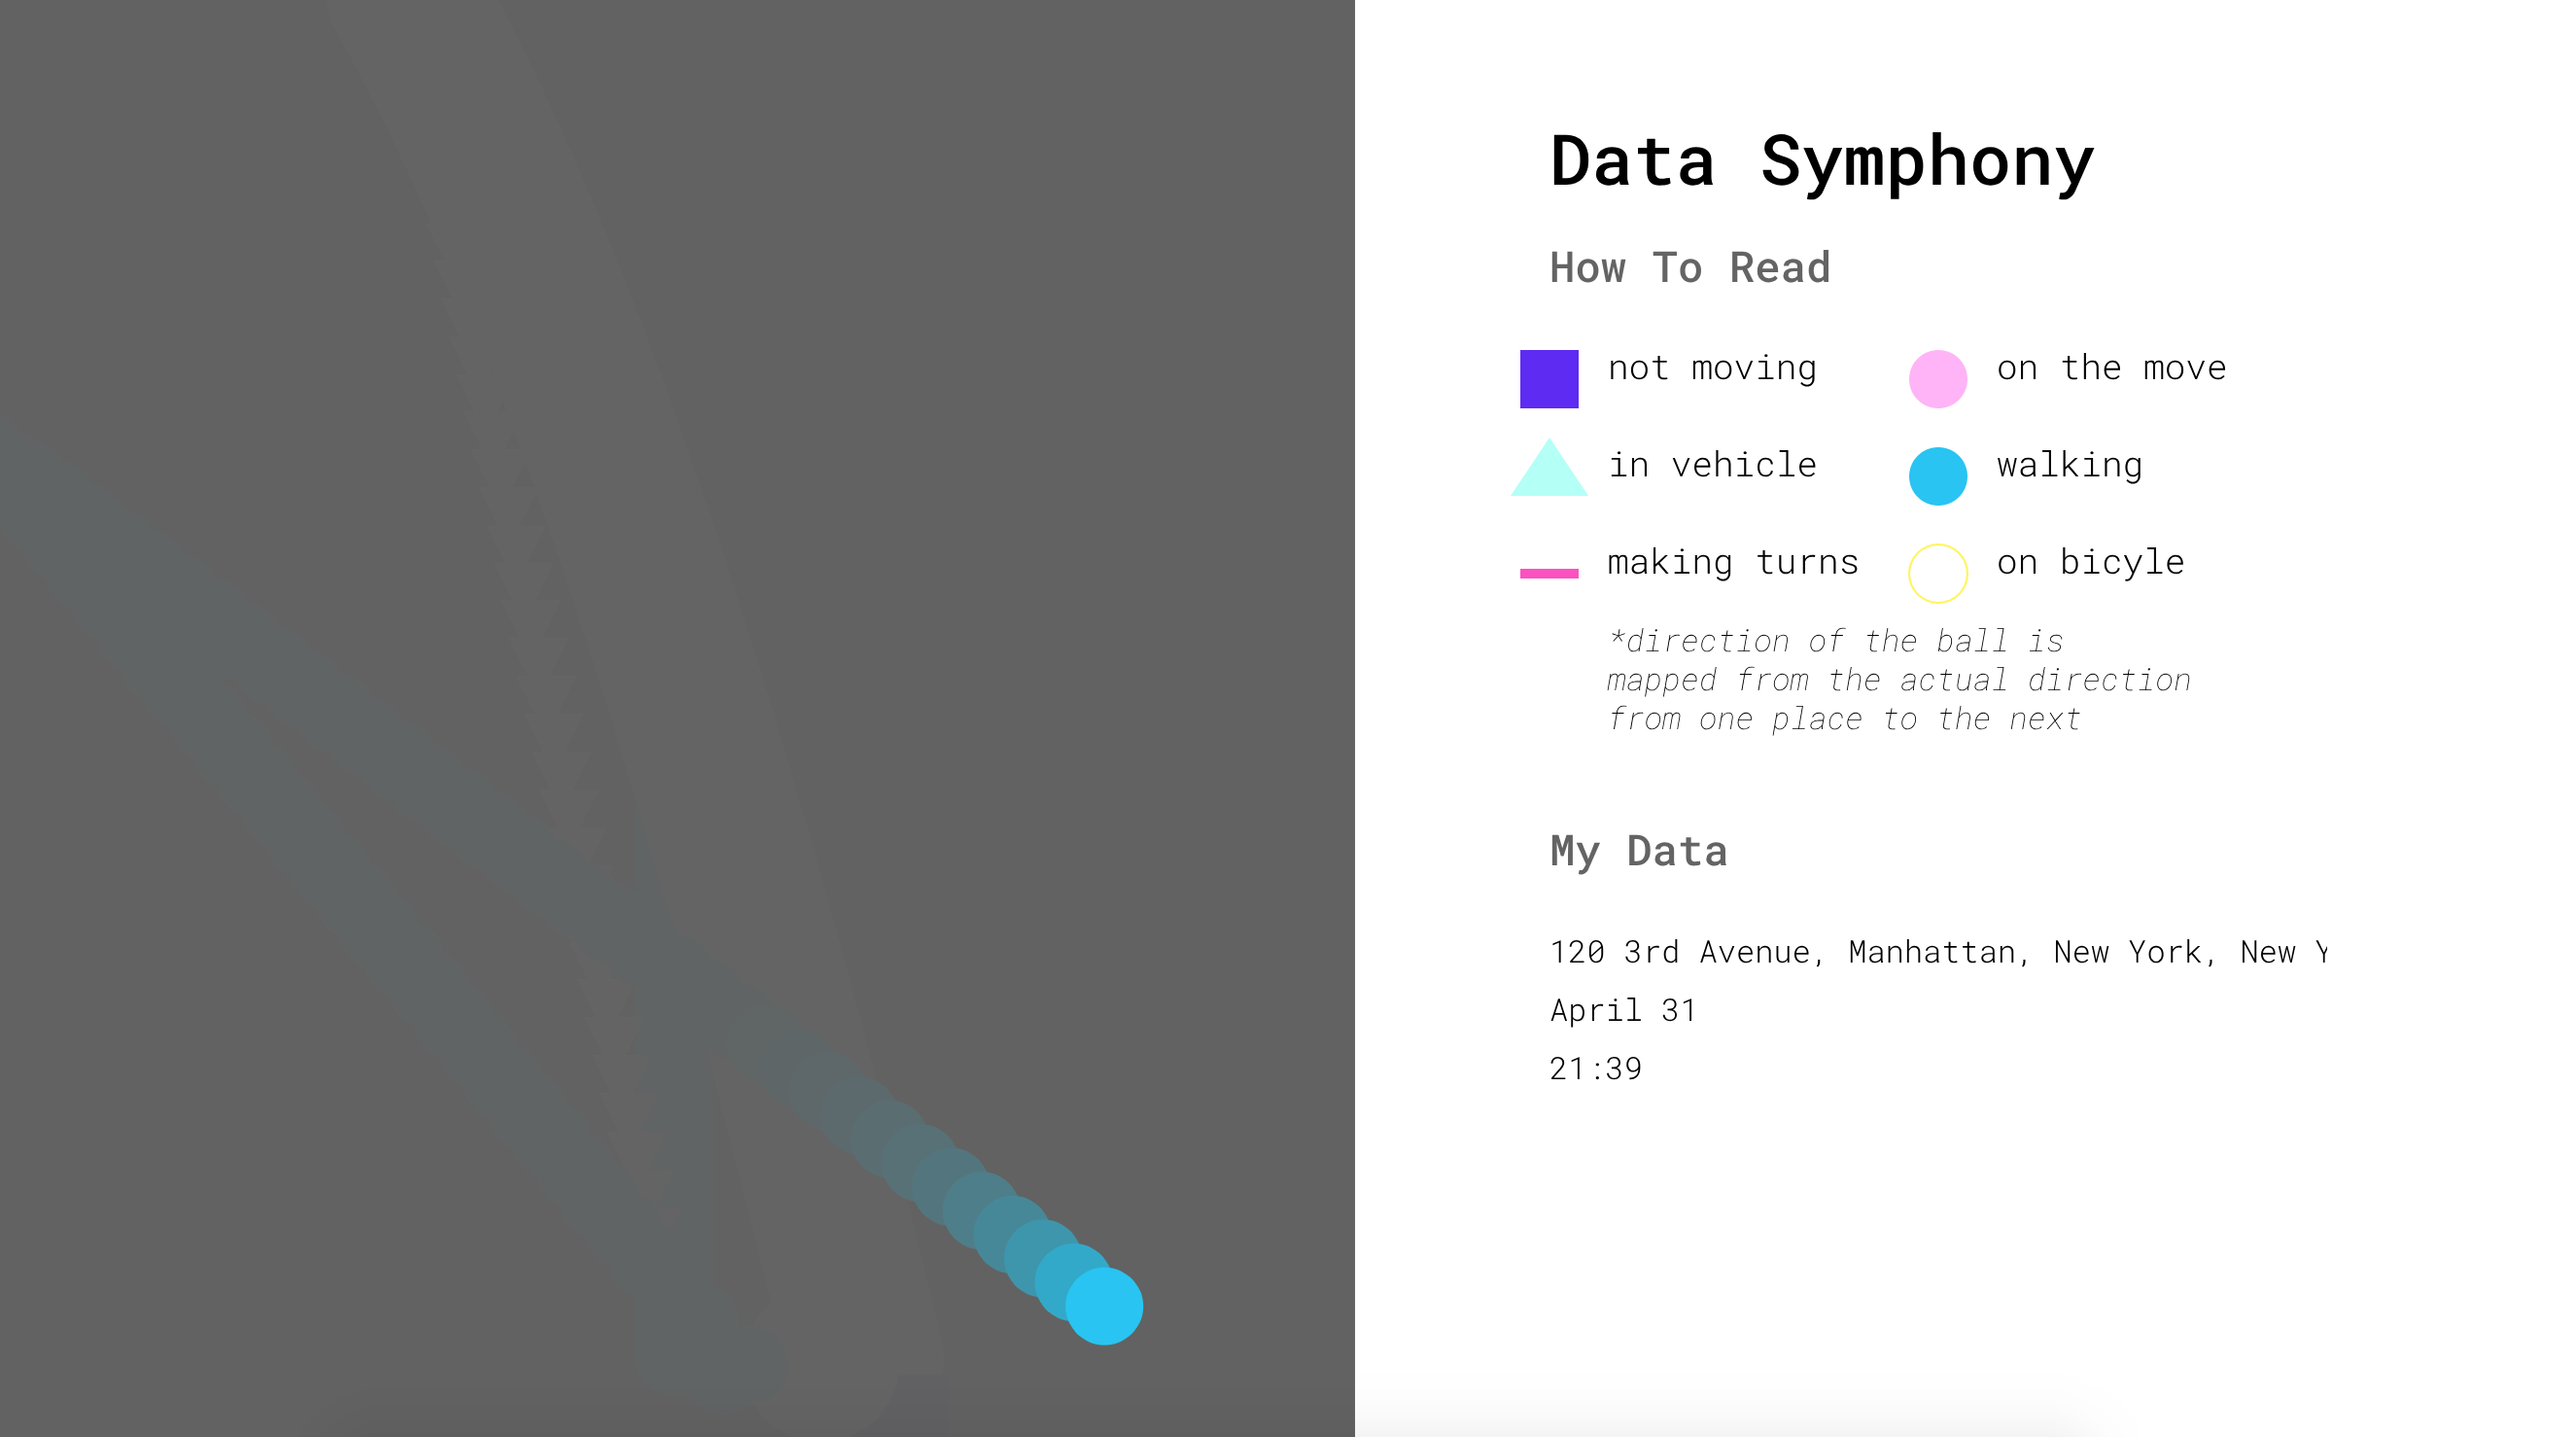 Data Symphony
How To Read
not moving
on the move
in vehicle
walking
making turns
on bicyle
*direction of the ball is
mapped from the actual direction
from one place to the next
My Data
120 3rd Avenue, Manhattan, New York, New Y
April 31
21:39